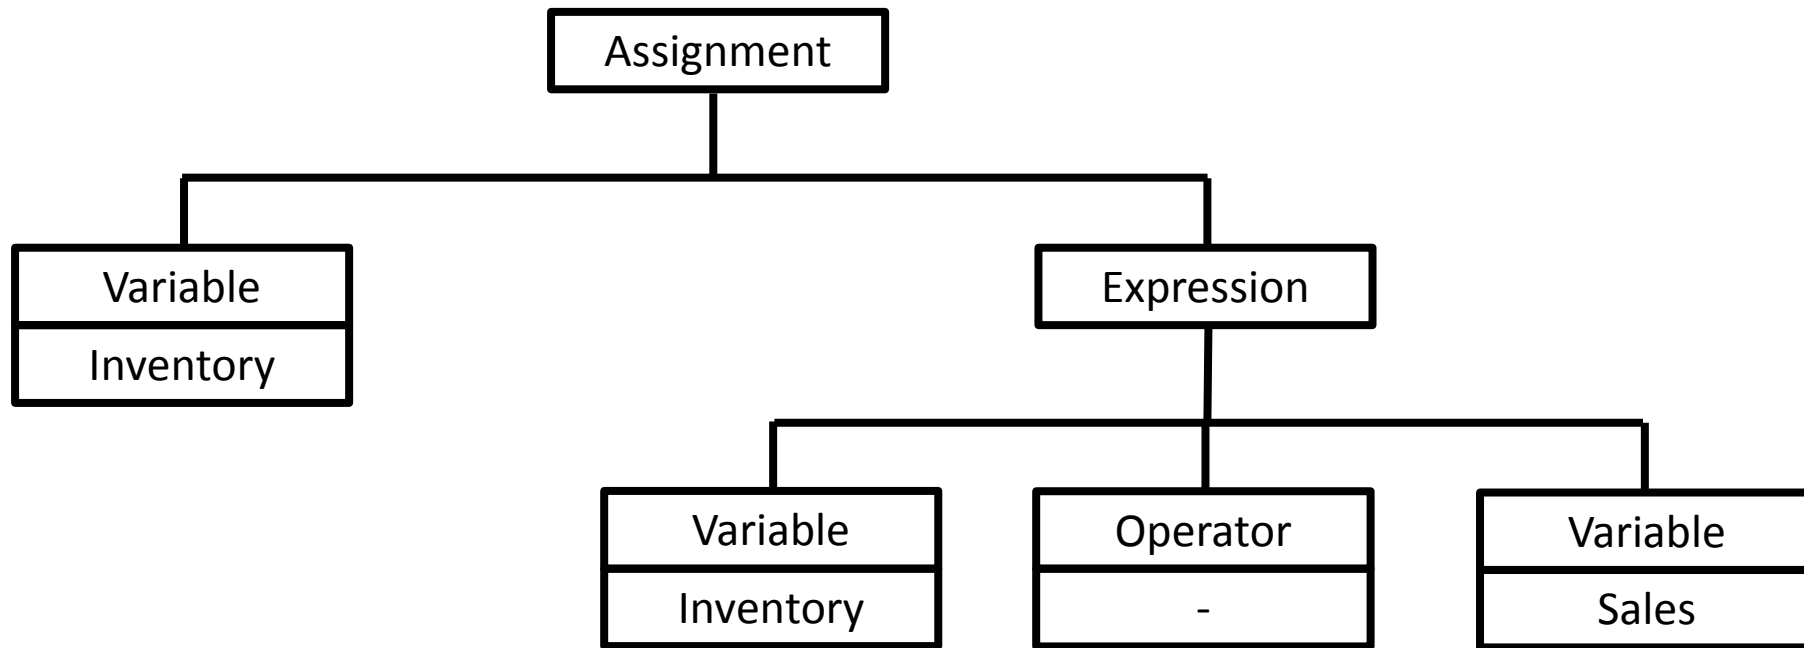 Assignment
Variable
Inventory
Expression
Variable
Inventory
Operator
-
Variable
Sales